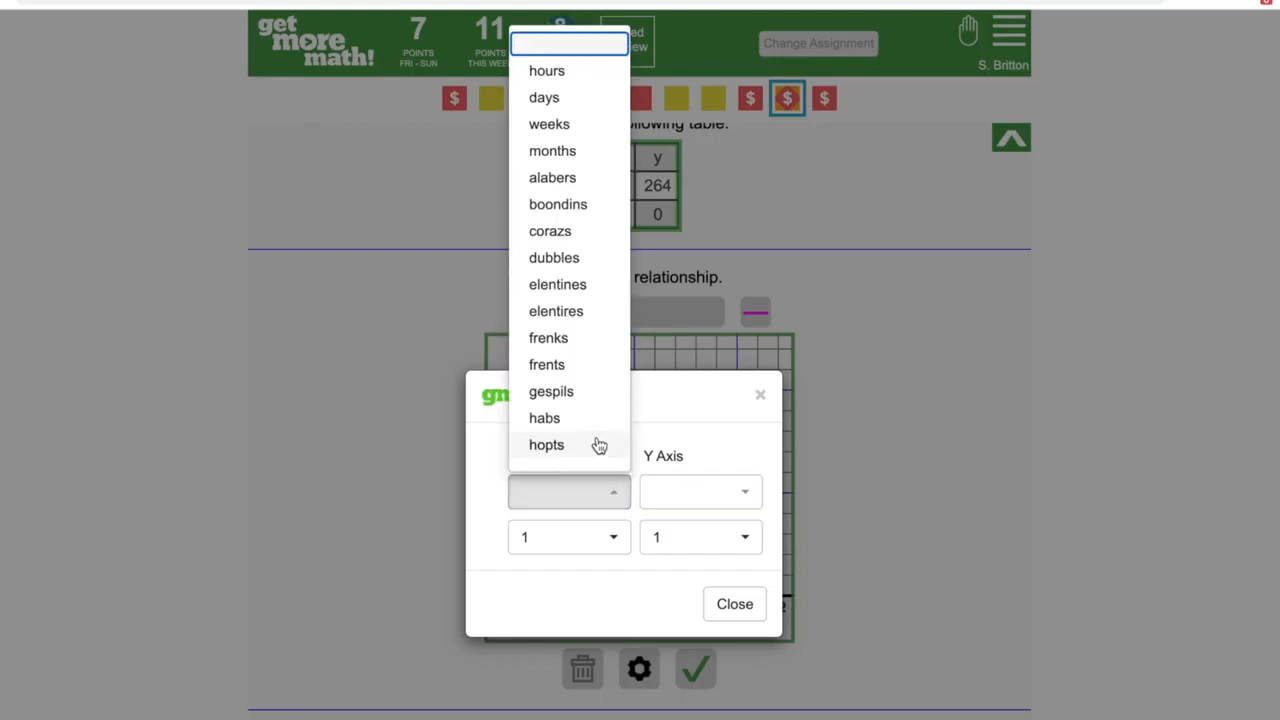 get
more
math!
7
POINTS
FRI - SUN
11
POINTS
THIS WEE
Change Assignment
S. Britton
$
$
$
$
ollowing table.
y
264
0
relationship.
hours
days
weeks
months
alabers
boondins
corazs
dubbles
elentines
elentires
frenks
frents
gespils
habs
hopts
Y Axis
1
1
Close